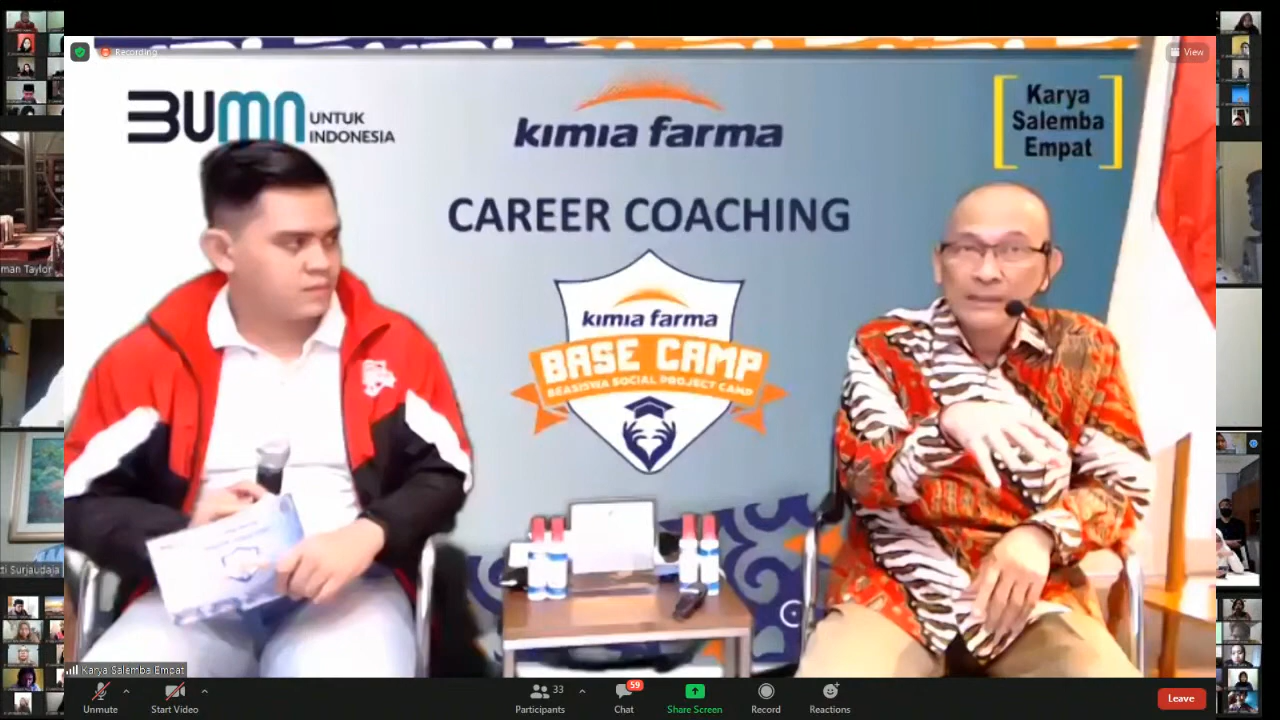 Recording
View
BUMN
UNTUK
INDONESIA
kimia farma
Karya
Salemba
Empat
CAREER COACHING
kimia farma
BASE CAMP
BEASISWA SOCIAL PROJECT CAMP
man Taylor
tti Surjaudaja
Karya Salemba Empat
Unmute
Start Video
33
Participants
59
Chat
Share Screen
Record
Reactions
Leave